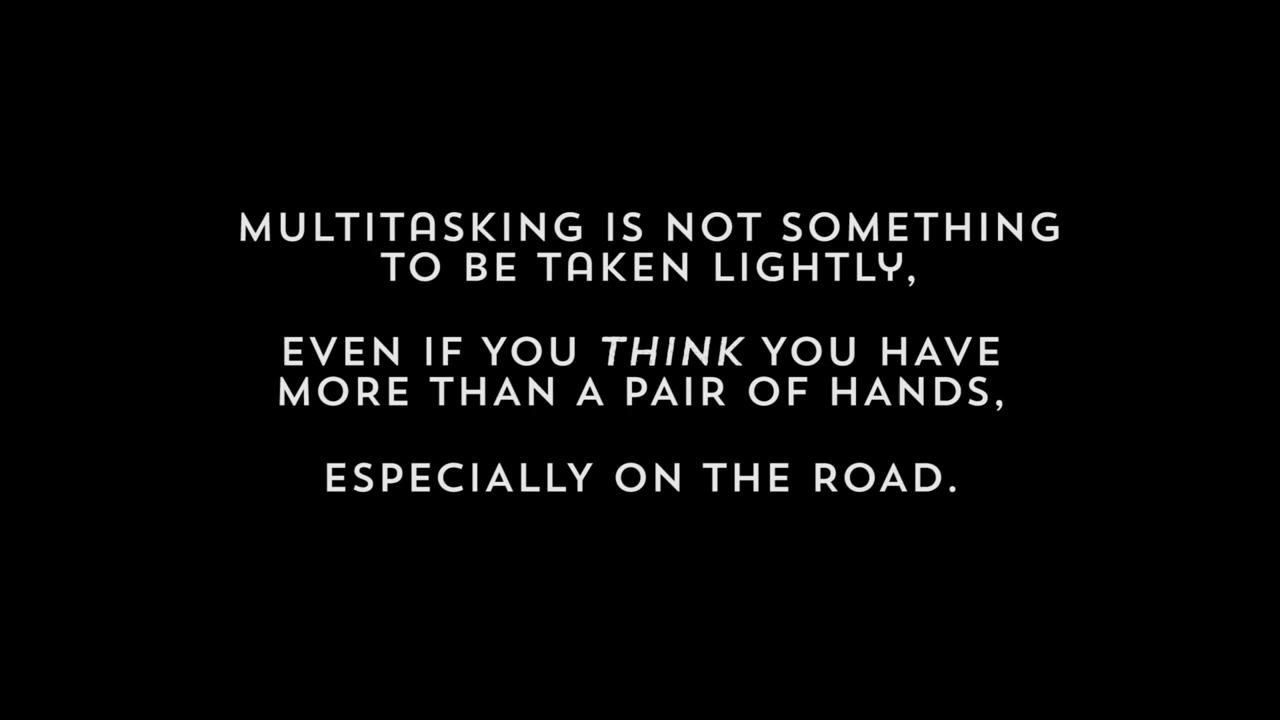 MULTITASKING IS NOT SOMETHING
TO BE TAKEN LIGHTLY,
EVEN IF YOU THINK YOU HAVE
MORE THAN A PAIR OF HANDS,
ESPECIALLY ON THE ROAD.